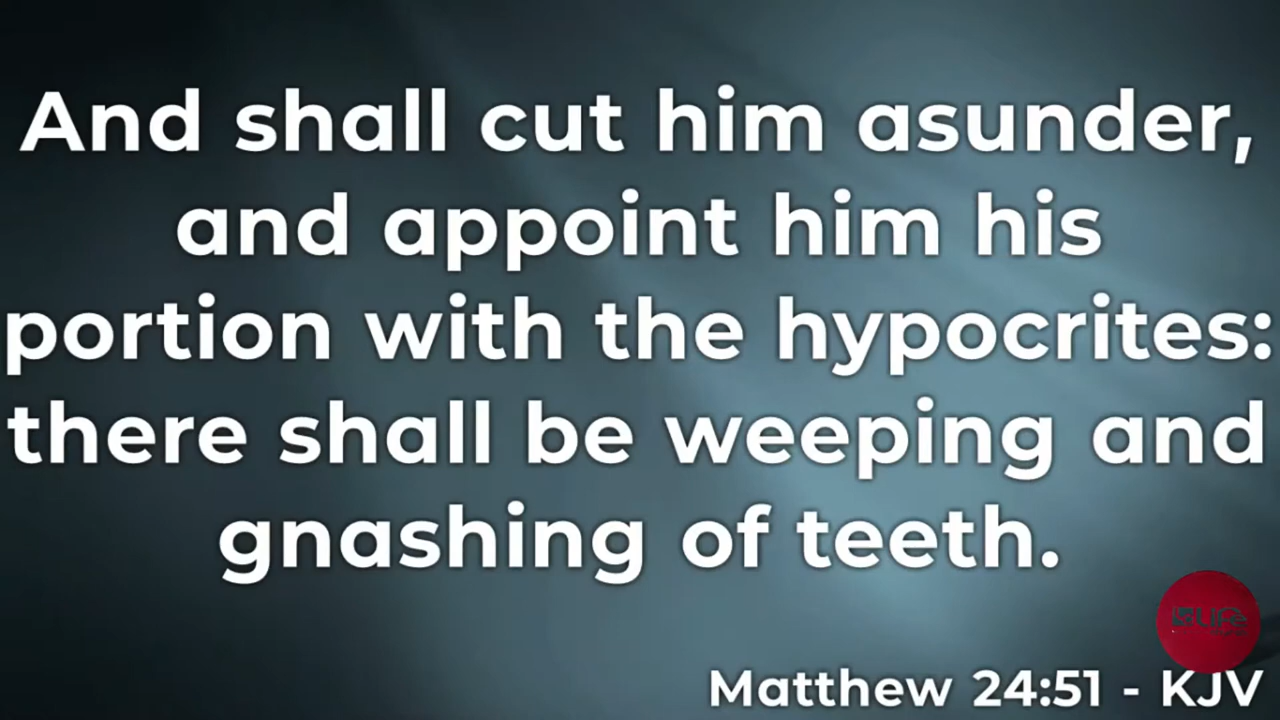 And shall cut him asunder,
and appoint him his
portion with the hypocrites:
there shall be weeping and
gnashing of teeth.
Life
Matthew 24:51 - KJV